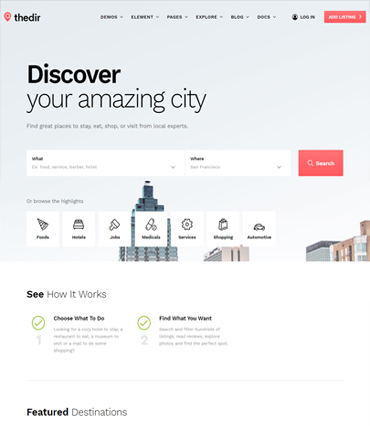 thedir
DEMOS ELEMENT PAGES EXPLORE BLOG DOCS LOG IN ADD LISTING
Discover
your amazing city
Find great places to stay, eat, shop, or visit from local experts.
What Where
Ex: food, service, barber, hotel San Francisco
Search
Or browse the highlights
Foods Hotels Jobs Medicals Services Shopping Automotive
See How It Works
Choose What To Do Find What You Want
Looking for a cozy hotel to stay, a Search and filter hundreds of
restaurant to eat, a museum to listings, read reviews, explore
visit or a mall to do some photos and find the perfect spot.
shopping?
1 2
Featured Destinations